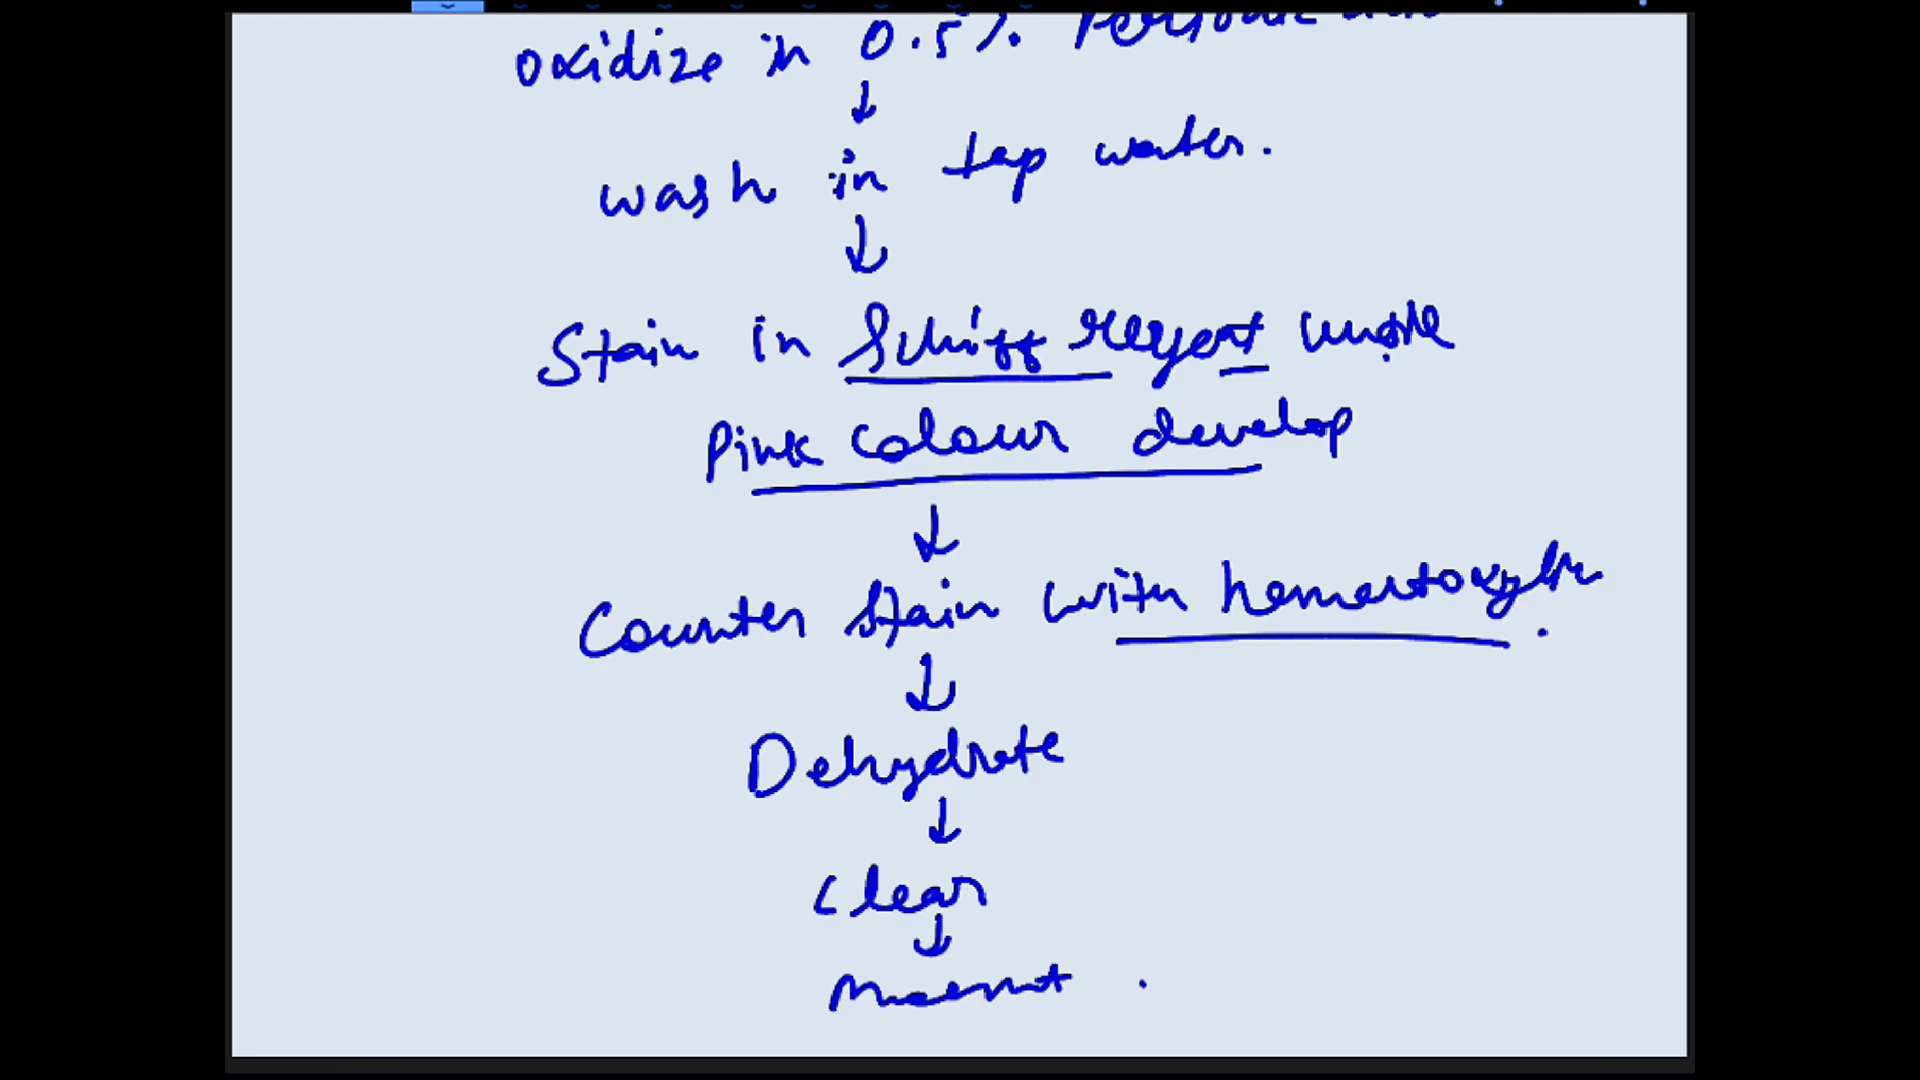 oxidize in 0.5%
↓
wash in tap water.
↓
Stain in Schiff reagent until
Pink colour develop
↓
Counter stain with hematoxylin.
↓
Dehydrate
↓
Clear
↓
Mount.